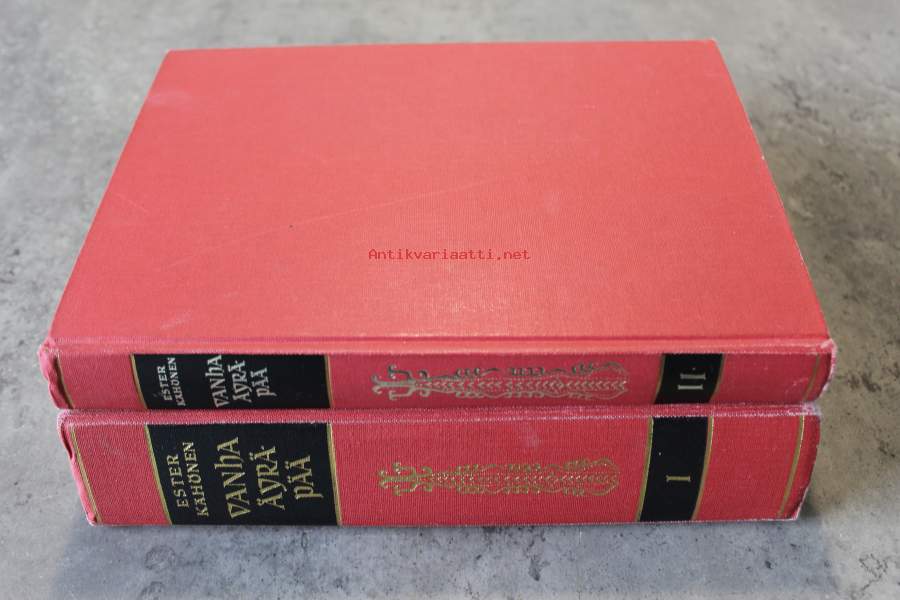 Antikvariaatti.net
ESTER
KÄHÖNEN
VANHA
ÄYRÄ-
PÄÄ
II
ESTER
KÄHÖNEN
VANHA
ÄYRÄ-
PÄÄ
I